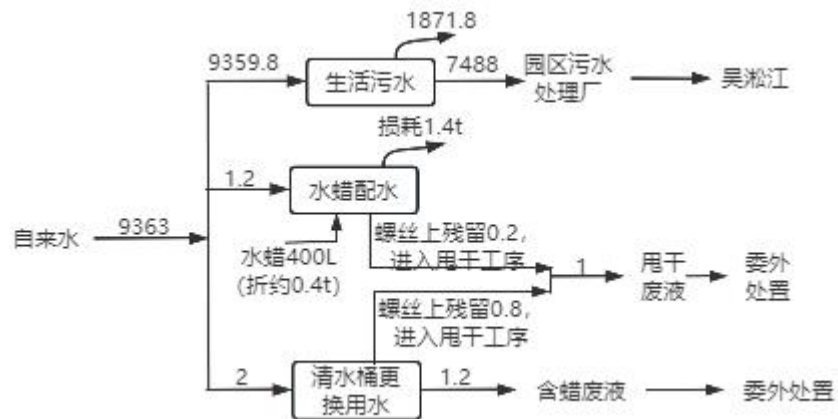 1871.8
9359.8
生活污水
7488
园区污水
处理厂
吴淞江
损耗1.4t
1.2
水蜡配水
自来水
9363
水蜡400L
(折约0.4t)
螺丝上残留0.2,
进入甩干工序
1
甩干
废液
委外
处置
螺丝上残留0.8,
进入甩干工序
2
清水桶更
换用水
1.2
含蜡废液
委外处置